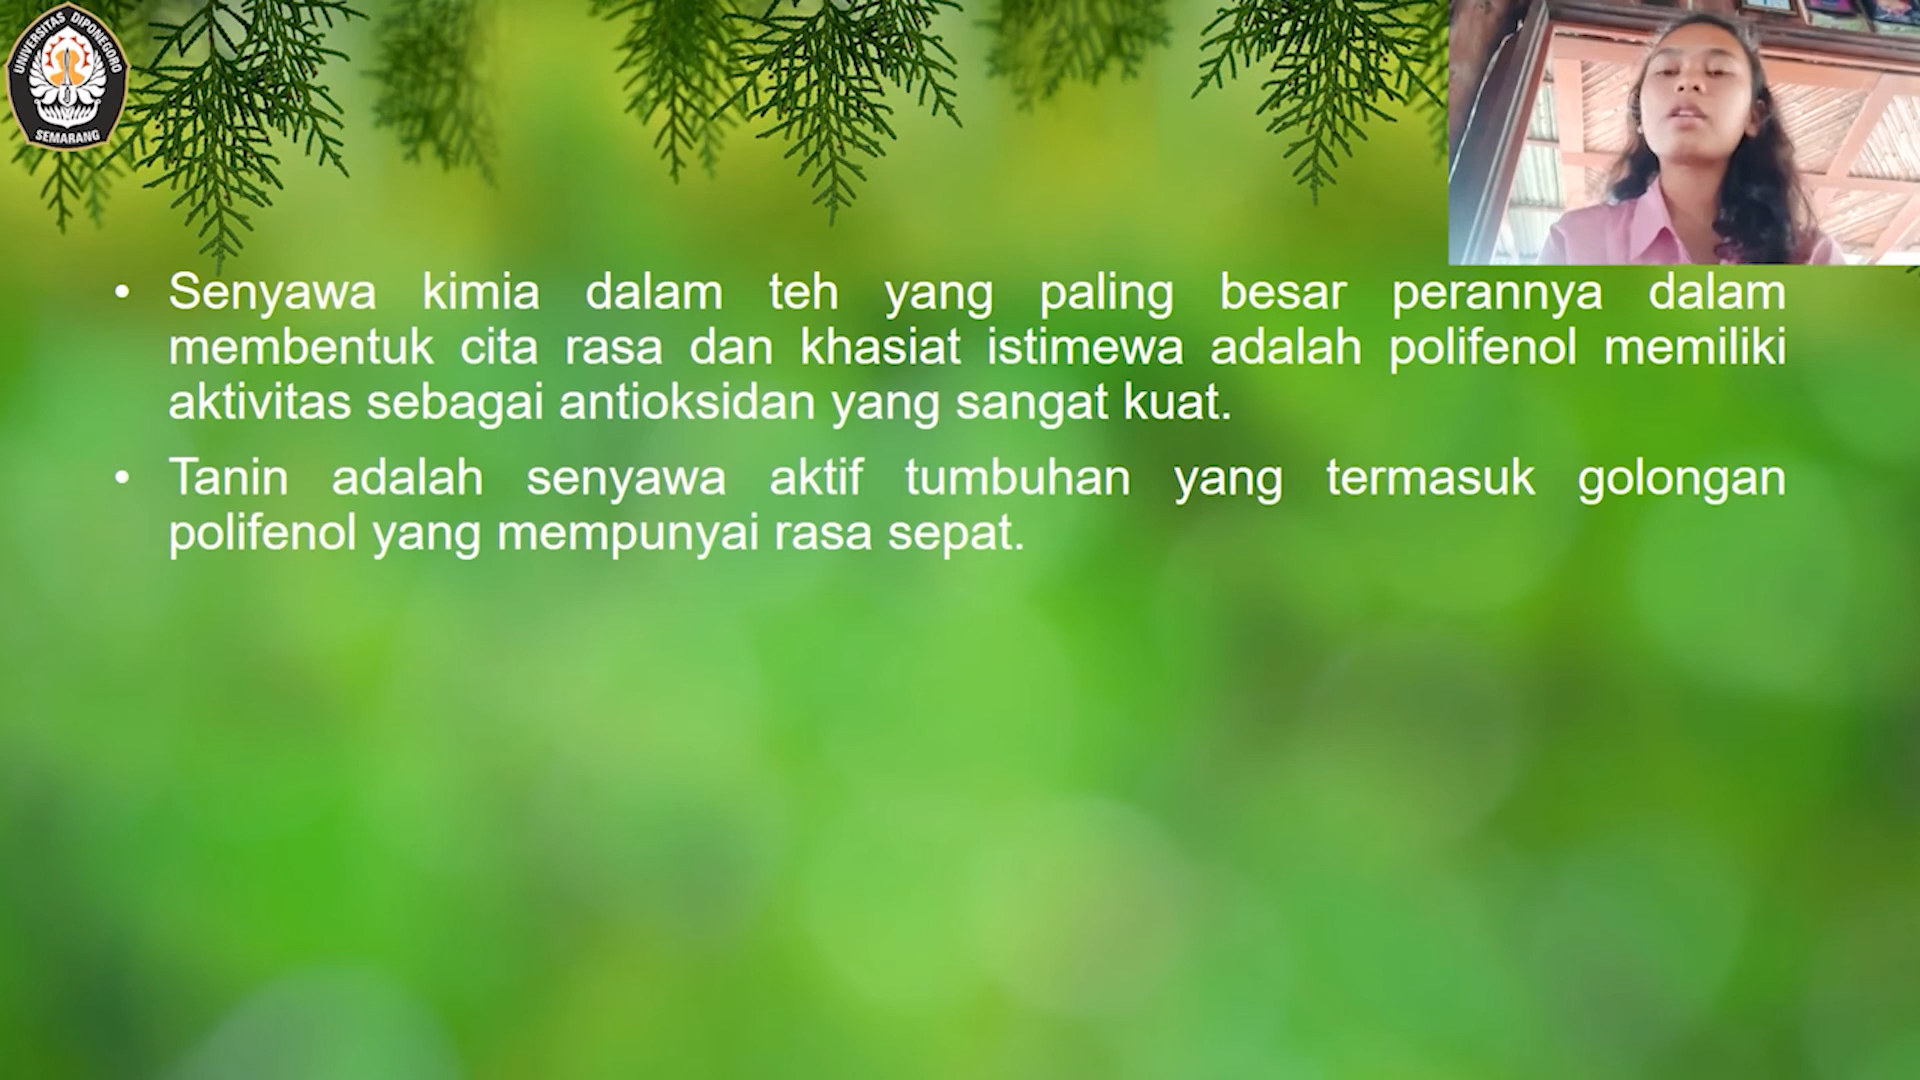 UNIVERSITAS DIPONEGORO
SEMARANG
• Senyawa kimia dalam teh yang paling besar perannya dalam
membentuk cita rasa dan khasiat istimewa adalah polifenol memiliki
aktivitas sebagai antioksidan yang sangat kuat.
• Tanin adalah senyawa aktif tumbuhan yang termasuk golongan
polifenol yang mempunyai rasa sepat.